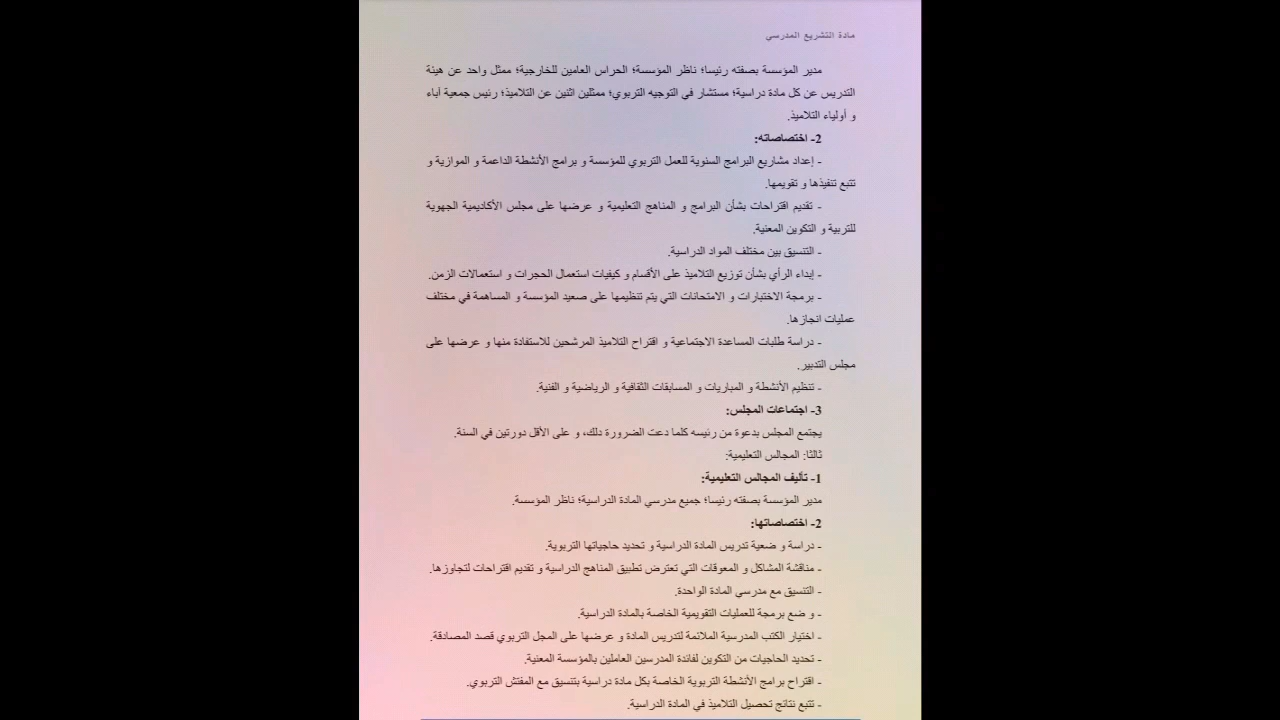 مادة التشريع المدرسي
مدير المؤسسة بصفته رئيسا؛ ناظر المؤسسة؛ الحراس العامين للخارجية؛ ممثل واحد عن هيئة
التدريس عن كل مادة دراسية؛ مستشار في التوجيه التربوي؛ ممثلين اثنين عن التلاميذ؛ رئيس جمعية آباء
و أولياء التلاميذ.
2- اختصاصاته:
- إعداد مشاريع البرامج السنوية للعمل التربوي للمؤسسة و برامج الأنشطة الداعمة و الموازية و
تتبع تنفيذها و تقويمها.
- تقديم اقتراحات بشأن البرامج و المناهج التعليمية و عرضها على مجلس الأكاديمية الجهوية
للتربية و التكوين المعنية.
- التنسيق بين مختلف المواد الدراسية.
- إبداء الرأي بشأن توزيع التلاميذ على الأقسام و كيفيات استعمال الحجرات و استعمالات الزمن.
- برمجة الاختبارات و الامتحانات التي يتم تنظيمها على صعيد المؤسسة و المساهمة في مختلف
عمليات انجازها.
- دراسة طلبات المساعدة الاجتماعية و اقتراح التلاميذ المرشحين للاستفادة منها و عرضها على
مجلس التدبير.
- تنظيم الأنشطة و المباريات و المسابقات الثقافية و الرياضية و الفنية.
3- اجتماعات المجلس:
يجتمع المجلس بدعوة من رئيسه كلما دعت الضرورة دلك، و على الأقل دورتين في السنة.
ثالثا: المجالس التعليمية:
1- تأليف المجالس التعليمية:
مدير المؤسسة بصفته رئيسا؛ جميع مدرسي المادة الدراسية؛ ناظر المؤسسة.
2- اختصاصاتها:
- دراسة و ضعية تدريس المادة الدراسية و تحديد حاجياتها التربوية.
- مناقشة المشاكل و المعوقات التي تعترض تطبيق المناهج الدراسية و تقديم اقتراحات لتجاوزها.
- التنسيق مع مدرسي المادة الواحدة.
- و ضع برمجة للعمليات التقويمية الخاصة بالمادة الدراسية.
- اختيار الكتب المدرسية الملائمة لتدريس المادة و عرضها على المجل التربوي قصد المصادقة.
- تحديد الحاجيات من التكوين لفائدة المدرسين العاملين بالمؤسسة المعنية.
- اقتراح برامج الأنشطة التربوية الخاصة بكل مادة دراسية بتنسيق مع المفتش التربوي.
- تتبع نتائج تحصيل التلاميذ في المادة الدراسية.